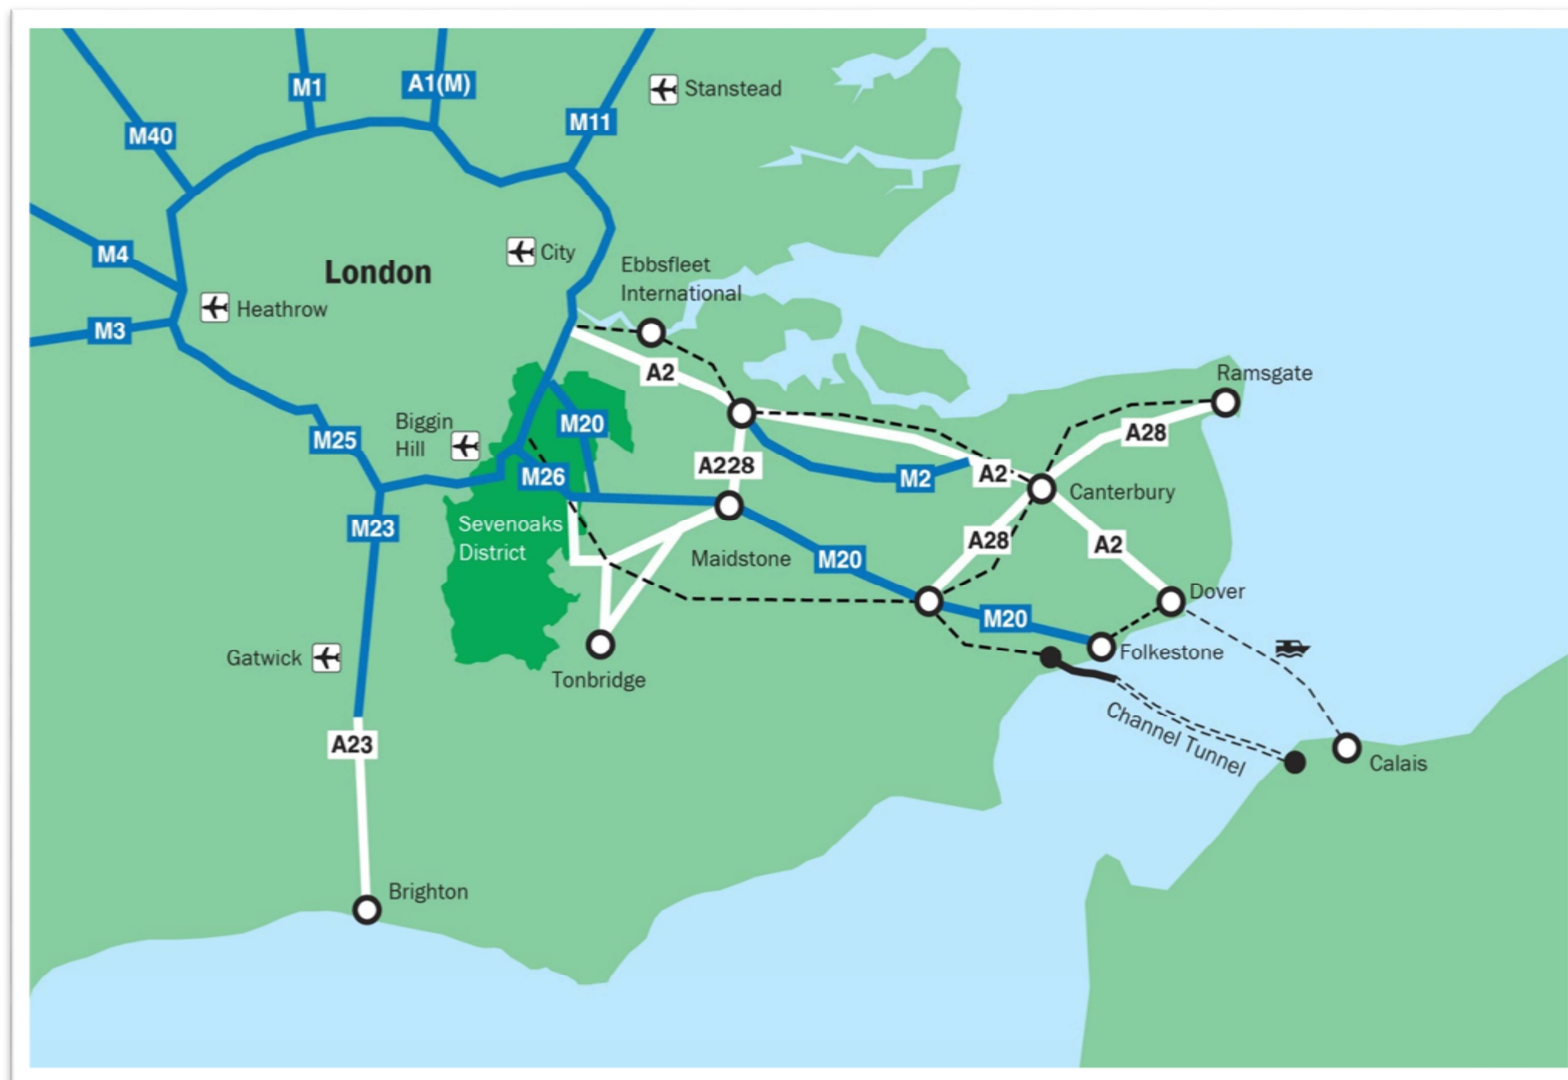 M1
A1(M)
Stanstead
M11
M40
City
M4
London
Ebbsfleet
International
Heathrow
M3
A2
Ramsgate
Biggin
Hill
M20
A28
M25
A228
M26
M2
A2
Canterbury
M23
Sevenoaks
District
A28
A2
Maidstone
M20
Dover
M20
Gatwick
Folkestone
Tonbridge
Channel Tunnel
A23
Calais
Brighton